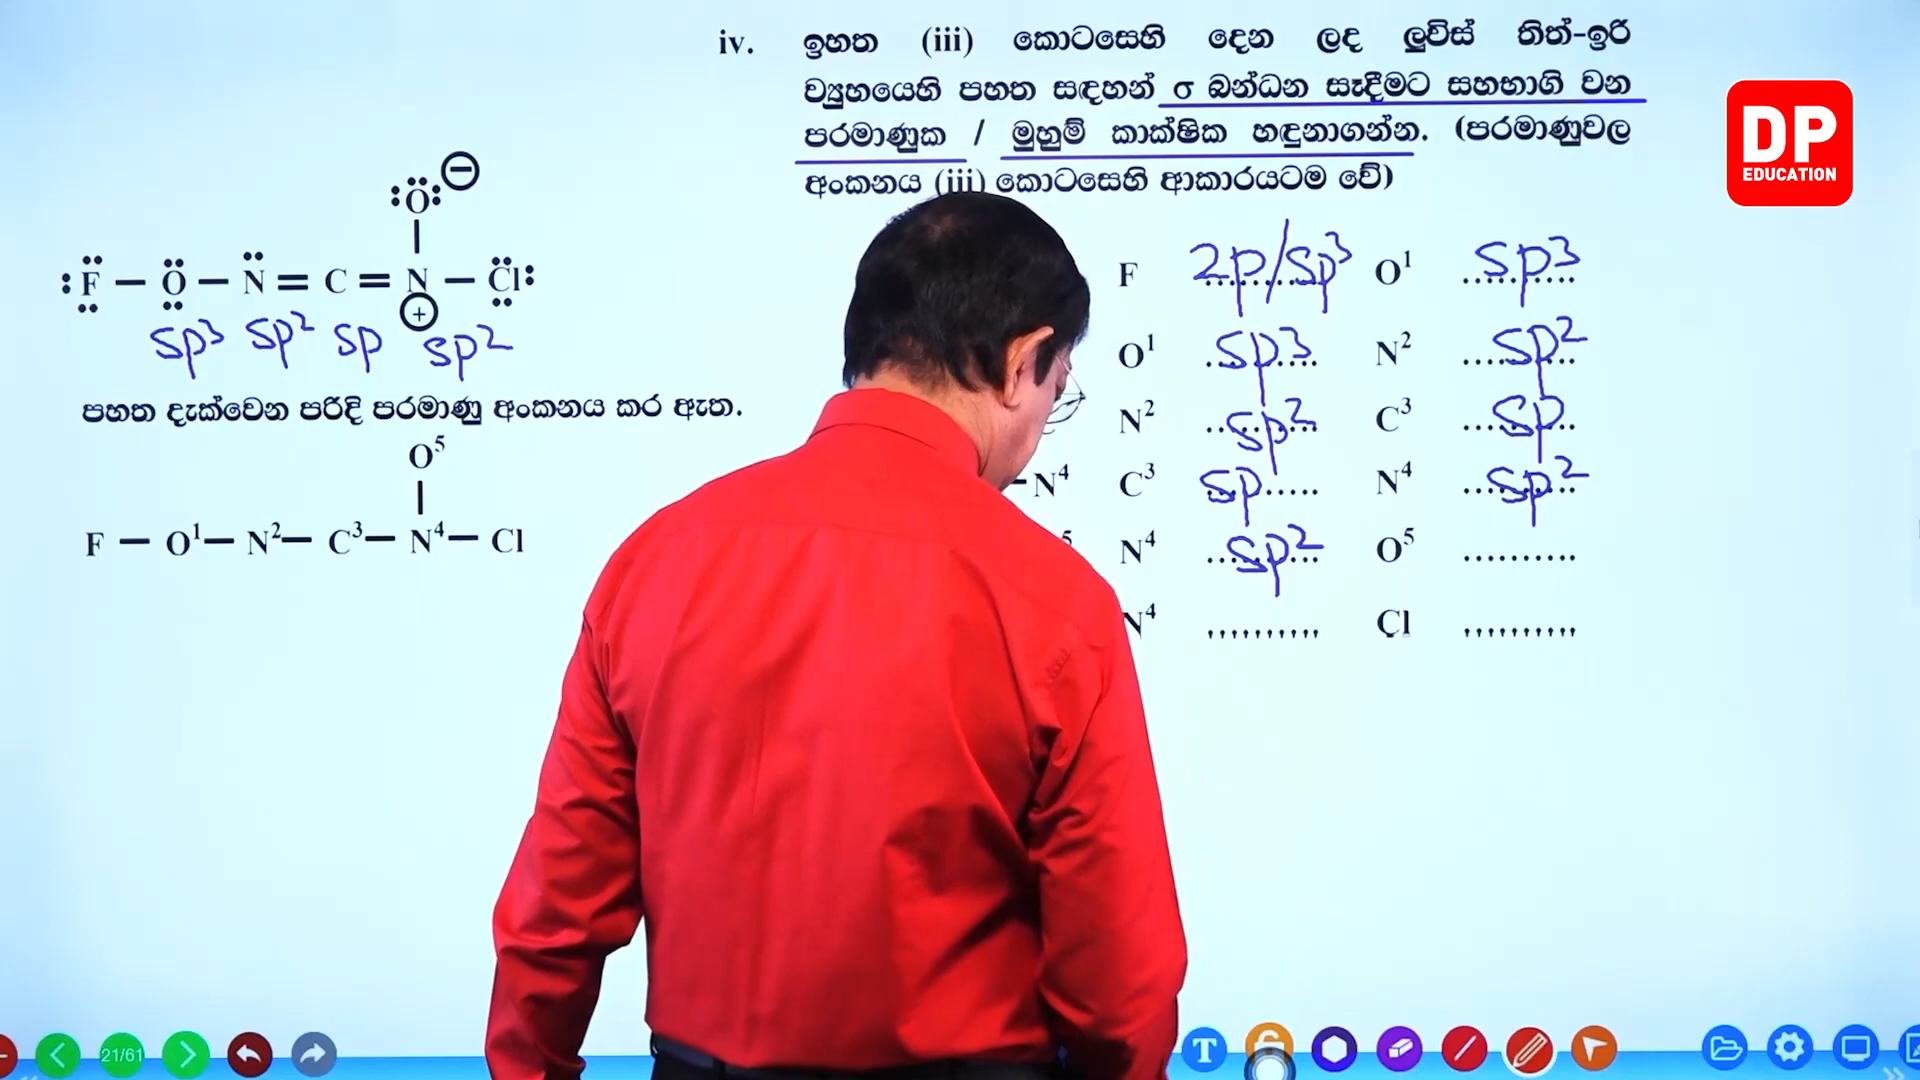 iv. ඉහත (iii) කොටසෙහි දෙන ලද ලුවිස් තිත්-ඉරි
ව්‍යුහයෙහි පහත සඳහන් σ බන්ධන සෑදීමට සහභාගි වන
පරමාණුක / මුහුම් කාක්ෂික හඳුනාගන්න. (පරමාණුවල
අංකනය (iii) කොටසෙහි ආකාරයටම වේ)
DP
EDUCATION
O ⊖
F — O — N = C = N — Cl
⊕
sp³ sp² sp sp²
පහත දැක්වෙන පරිදි පරමාණු අංකනය කර ඇත.
O⁵
F — O¹ — N² — C³ — N⁴ — Cl
F 2p/sp³ O¹ sp³
O¹ sp³ N² sp²
N² sp² C³ sp
–N⁴ C³ sp..... N⁴ sp²
N⁴ sp² O⁵ ..........
N⁴ .......... Cl ..........
21/61
T